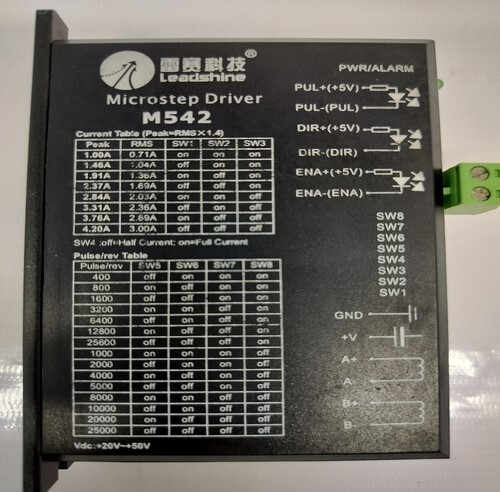 雷赛科技®
Leadshine
Microstep Driver
M542
Current Table (Peak=RMS×1.4)
Peak RMS SW1 SW2 SW3
1.00A 0.71A on on on
1.46A 1.04A off on on
1.91A 1.36A on off on
2.37A 1.69A off off on
2.84A 2.03A on on off
3.31A 2.36A off on off
3.76A 2.69A on off off
4.20A 3.00A off off off
SW4 :off=Half Current; on=Full Current
Pulse/rev Table
Pulse/rev SW5 SW6 SW7 SW8
400 off on on on
800 on off on on
1600 off off on on
3200 on on off on
6400 off on off on
12800 on off off on
25600 off off off on
1000 on on on off
2000 off on on off
4000 on off on off
5000 off off on off
8000 on on off off
10000 off on off off
20000 on off off off
25000 off off off off
Vdc:+20V~+50V
PWR/ALARM
PUL+(+5V)
PUL-(PUL)
DIR+(+5V)
DIR-(DIR)
ENA+(+5V)
ENA-(ENA)
SW8
SW7
SW6
SW5
SW4
SW3
SW2
SW1
GND
+V
A+
A-
B+
B-